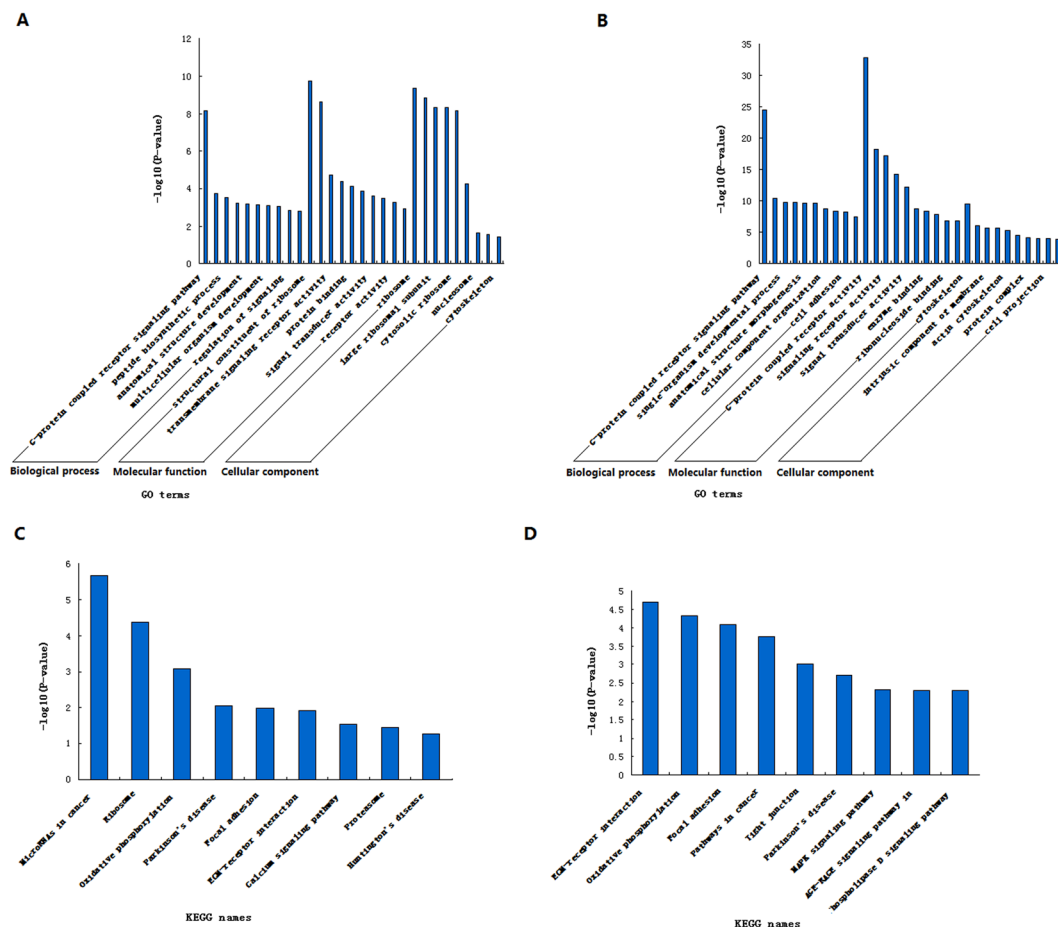 A
B
12
10
8
6
4
2
0
-log10(P-value)
G-protein coupled receptor signaling pathway
peptide biosynthetic process
anatomical structure development
multicellular organism development
regulation of signaling
structural constituent of ribosome
transmembrane signaling receptor activity
protein binding
signal transducer activity
receptor activity
ribosome
large ribosomal subunit
cytosolic ribosome
nucleosome
cytoskeleton
Biological process
Molecular function
Cellular component
GO terms
35
30
25
20
15
10
5
0
-log10(P-value)
G-protein coupled receptor signaling pathway
single-organism developmental process
anatomical structure morphogenesis
cellular component organization
cell adhesion
G-protein coupled receptor activity
signaling receptor activity
signal transducer activity
enzyme binding
ribonucleoside binding
cytoskeleton
intrinsic component of membrane
actin cytoskeleton
protein complex
cell projection
Biological process
Molecular function
Cellular component
GO terms
C
D
6
5
4
3
2
1
0
-log10(P-value)
MicroRNAs in cancer
Ribosome
Oxidative phosphorylation
Parkinson's disease
Focal adhesion
ECM-receptor interaction
Calcium signaling pathway
Proteasome
Huntington's disease
KEGG names
5
4.5
4
3.5
3
2.5
2
1.5
1
0.5
0
-log10(P-value)
ECM-receptor interaction
Oxidative phosphorylation
Focal adhesion
Pathways in cancer
Tight junction
Parkinson's disease
MAPK signaling pathway
AGE-RAGE signaling pathway in
hospholipase D signaling pathway
KEGG names